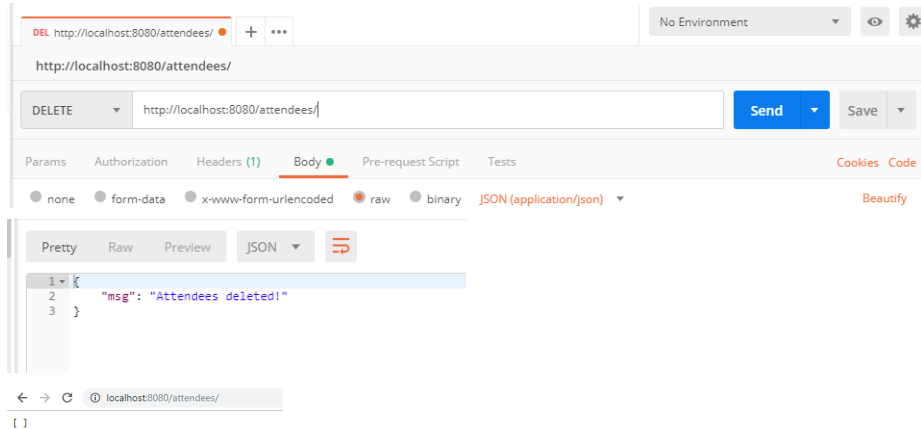 DEL http://localhost:8080/attendees/ + ••• No Environment
http://localhost:8080/attendees/
DELETE http://localhost:8080/attendees/ Send Save
Params Authorization Headers (1) Body Pre-request Script Tests Cookies Code
none form-data x-www-form-urlencoded raw binary JSON (application/json) Beautify
Pretty Raw Preview JSON
1 {
2 "msg": "Attendees deleted!"
3 }
localhost:8080/attendees/
[ ]